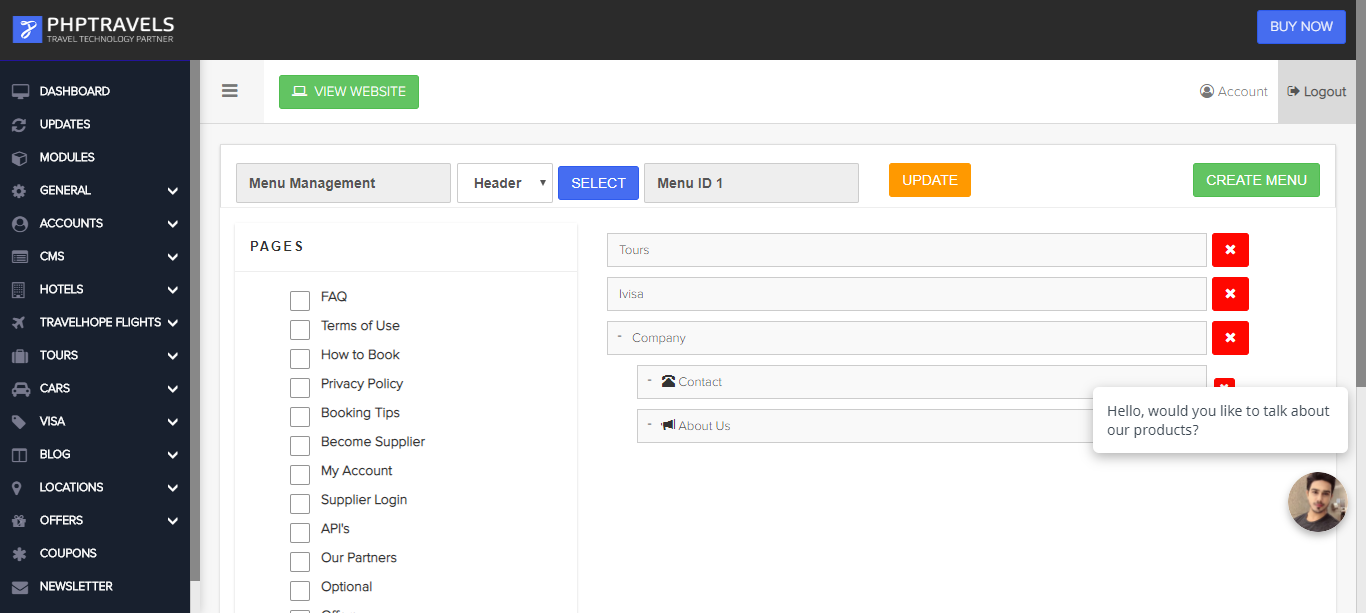 PHPTRAVELS
TRAVEL TECHNOLOGY PARTNER
BUY NOW
DASHBOARD
UPDATES
MODULES
GENERAL
ACCOUNTS
CMS
HOTELS
TRAVELHOPE FLIGHTS
TOURS
CARS
VISA
BLOG
LOCATIONS
OFFERS
COUPONS
NEWSLETTER
VIEW WEBSITE
Account
Logout
Menu Management
Header
SELECT
Menu ID 1
UPDATE
CREATE MENU
PAGES
FAQ
Terms of Use
How to Book
Privacy Policy
Booking Tips
Become Supplier
My Account
Supplier Login
API's
Our Partners
Optional
Tours
Ivisa
- Company
- Contact
- About Us
Hello, would you like to talk about
our products?